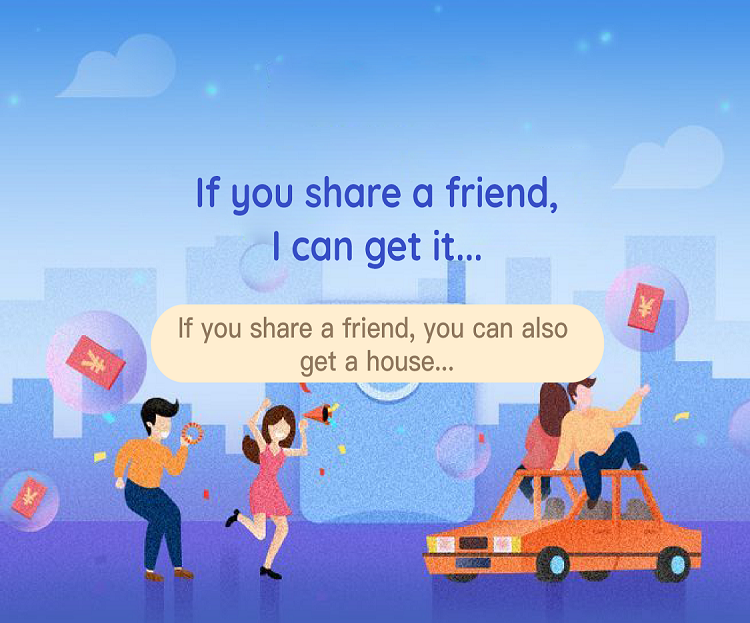 If you share a friend,
I can get it...
If you share a friend, you can also
get a house...
¥
¥
¥